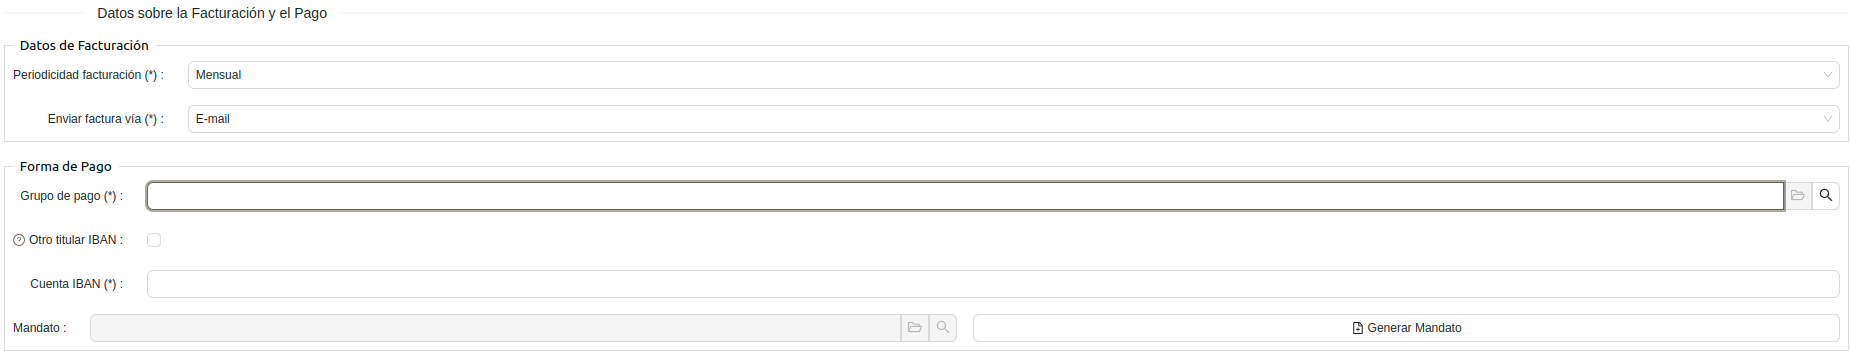 Datos sobre la Facturación y el Pago
Datos de Facturación
Periodicidad facturación (*) : Mensual
Enviar factura vía (*) : E-mail
Forma de Pago
Grupo de pago (*) :
Otro titular IBAN :
Cuenta IBAN (*) :
Mandato : Generar Mandato